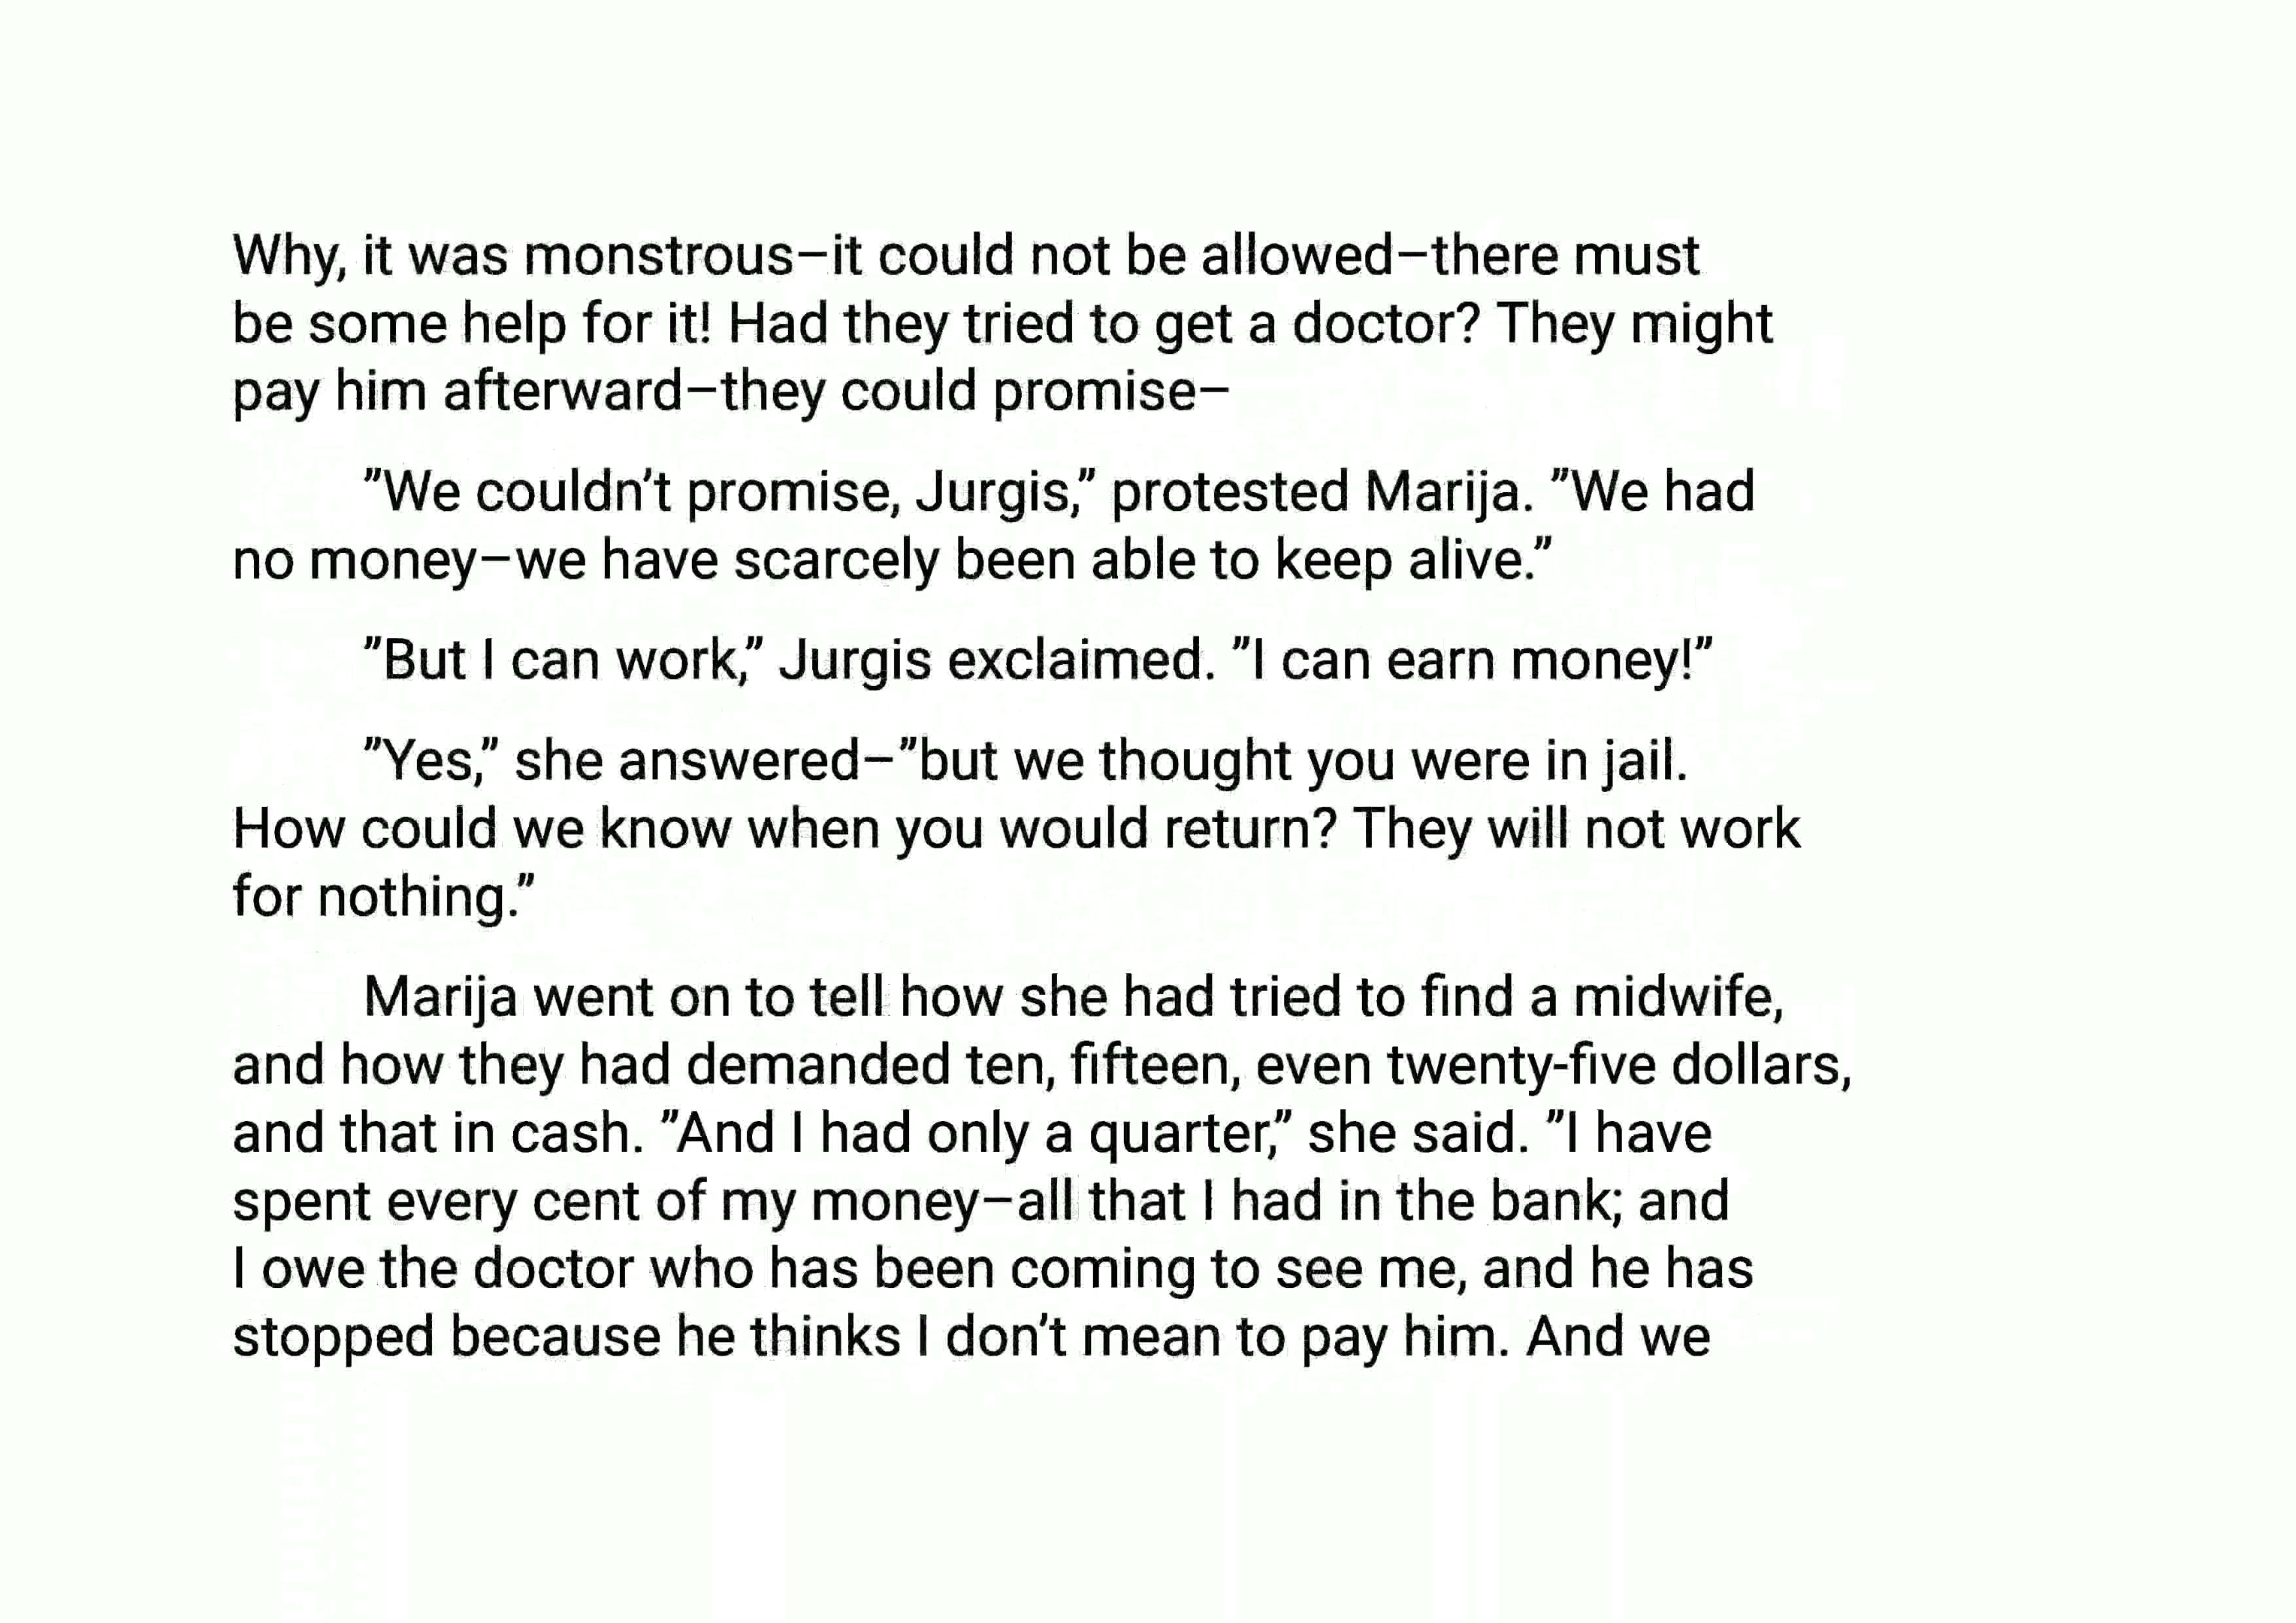 Why, it was monstrous–it could not be allowed–there must
be some help for it! Had they tried to get a doctor? They might
pay him afterward–they could promise–
”We couldn’t promise, Jurgis,” protested Marija. ”We had
no money–we have scarcely been able to keep alive.”
”But I can work,” Jurgis exclaimed. ”I can earn money!”
”Yes,” she answered–”but we thought you were in jail.
How could we know when you would return? They will not work
for nothing.”
Marija went on to tell how she had tried to find a midwife,
and how they had demanded ten, fifteen, even twenty-five dollars,
and that in cash. ”And I had only a quarter,” she said. ”I have
spent every cent of my money–all that I had in the bank; and
I owe the doctor who has been coming to see me, and he has
stopped because he thinks I don’t mean to pay him. And we